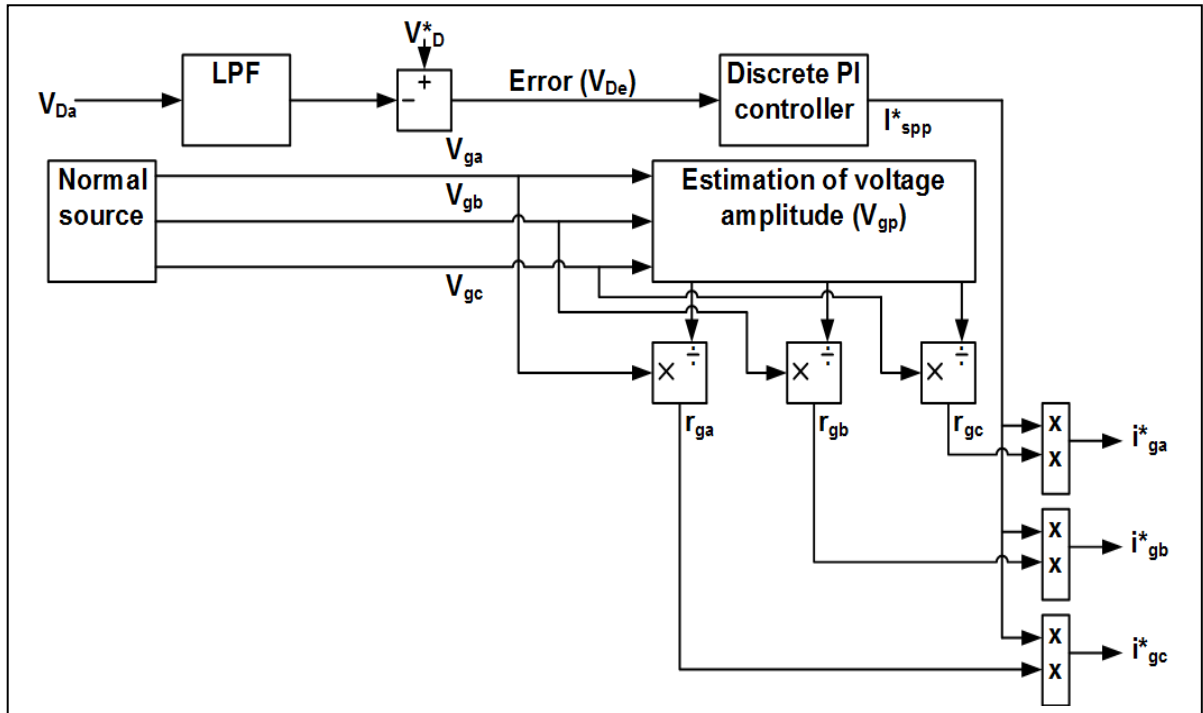 V*D
LPF
+
−
VDa
Error (VDe)
Discrete PI
controller
I*spp
Normal
source
Vga
Vgb
Vgc
Estimation of voltage
amplitude (Vgp)
× ÷
× ÷
× ÷
rga
rgb
rgc
x
x
i*ga
x
x
i*gb
x
x
i*gc